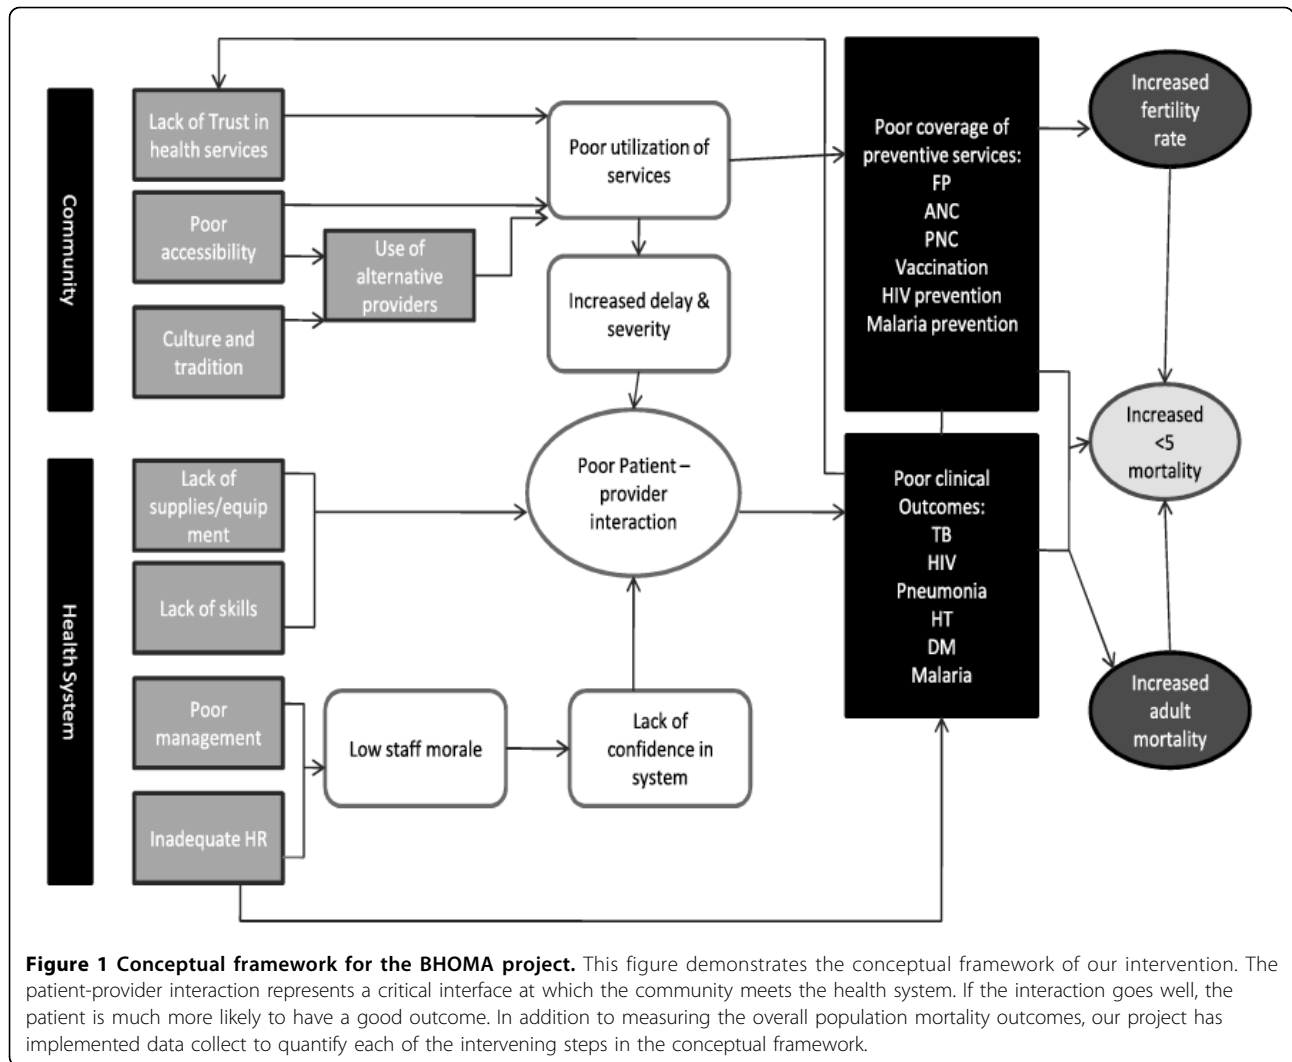 Community
Lack of Trust in
health services
Poor
accessibility
Culture and
tradition
Use of
alternative
providers
Poor utilization of
services
Increased delay &
severity
Poor Patient –
provider
interaction
Health System
Lack of
supplies/equip
ment
Lack of skills
Poor
management
Inadequate HR
Low staff morale
Lack of
confidence in
system
Poor coverage of
preventive services:
FP
ANC
PNC
Vaccination
HIV prevention
Malaria prevention
Poor clinical
Outcomes:
TB
HIV
Pneumonia
HT
DM
Malaria
Increased
fertility
rate
Increased
<5
mortality
Increased
adult
mortality
Figure 1 Conceptual framework for the BHOMA project. This figure demonstrates the conceptual framework of our intervention. The
patient-provider interaction represents a critical interface at which the community meets the health system. If the interaction goes well, the
patient is much more likely to have a good outcome. In addition to measuring the overall population mortality outcomes, our project has
implemented data collect to quantify each of the intervening steps in the conceptual framework.